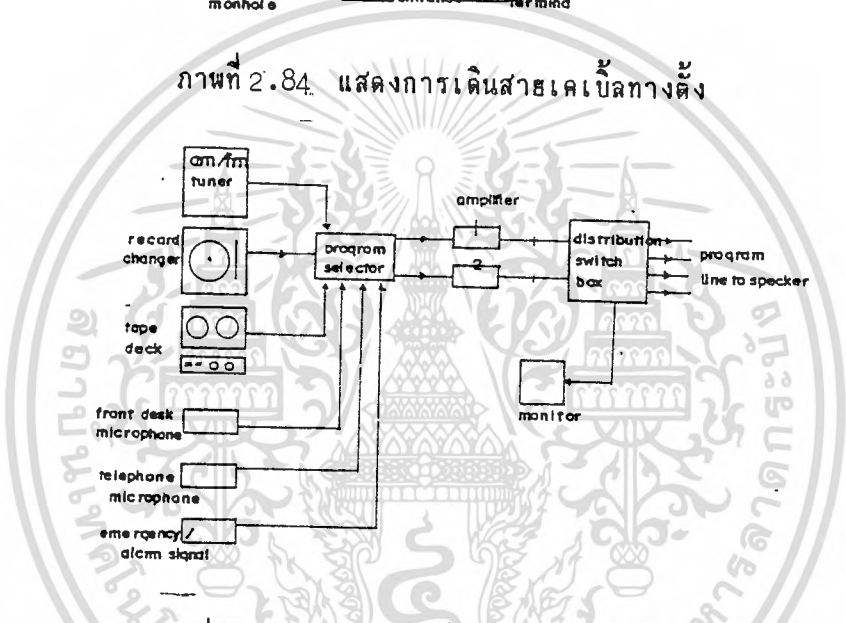 manhole
ภาพที่ 2.84 แสดงการเดินสายเคเบิ้ลทางตั้ง
am/fm
tuner
record
changer
tape
deck
front desk
microphone
telephone
microphone
emergency
alarm signal
program
selector
amplifier
1
2
distribution
switch
box
program
line to specker
monitor